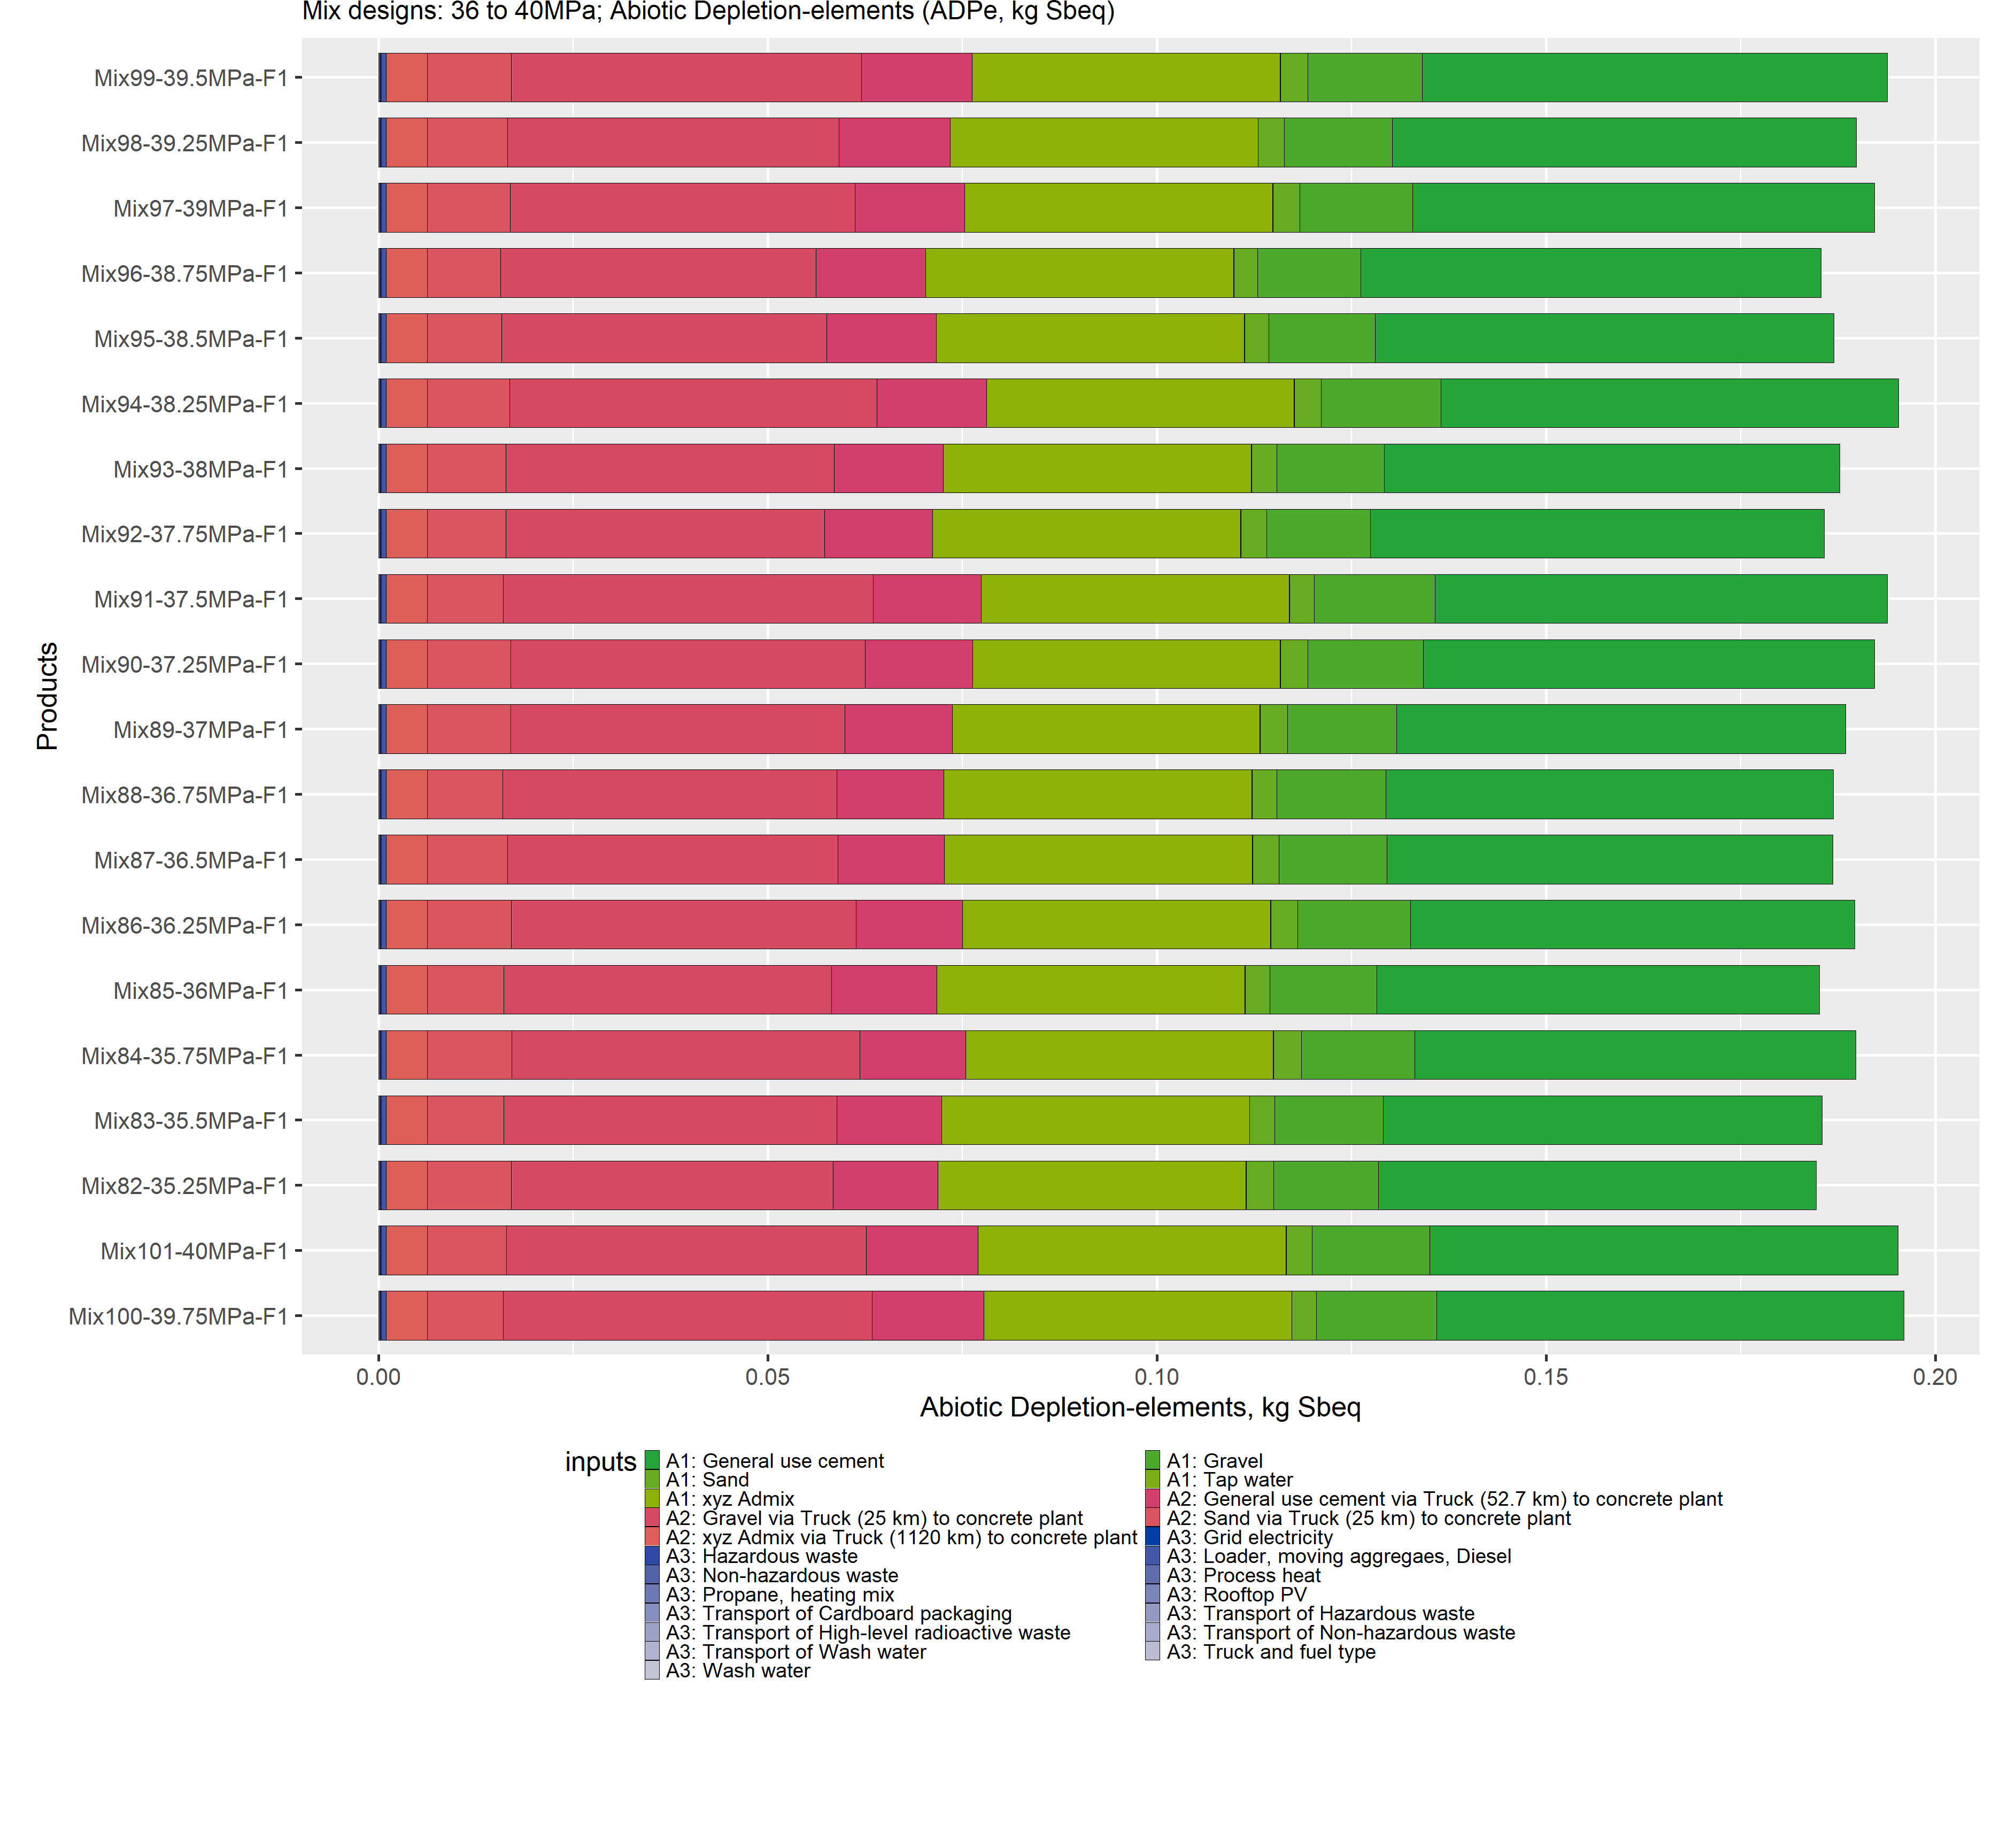 Mix designs: 36 to 40MPa; Abiotic Depletion-elements (ADPe, kg Sbeq)
Products
Mix99-39.5MPa-F1
Mix98-39.25MPa-F1
Mix97-39MPa-F1
Mix96-38.75MPa-F1
Mix95-38.5MPa-F1
Mix94-38.25MPa-F1
Mix93-38MPa-F1
Mix92-37.75MPa-F1
Mix91-37.5MPa-F1
Mix90-37.25MPa-F1
Mix89-37MPa-F1
Mix88-36.75MPa-F1
Mix87-36.5MPa-F1
Mix86-36.25MPa-F1
Mix85-36MPa-F1
Mix84-35.75MPa-F1
Mix83-35.5MPa-F1
Mix82-35.25MPa-F1
Mix101-40MPa-F1
Mix100-39.75MPa-F1
0.00 0.05 0.10 0.15 0.20
Abiotic Depletion-elements, kg Sbeq
inputs
A1: General use cement
A1: Gravel
A1: Sand
A1: Tap water
A1: xyz Admix
A2: General use cement via Truck (52.7 km) to concrete plant
A2: Gravel via Truck (25 km) to concrete plant
A2: Sand via Truck (25 km) to concrete plant
A2: xyz Admix via Truck (1120 km) to concrete plant
A3: Grid electricity
A3: Hazardous waste
A3: Loader, moving aggregaes, Diesel
A3: Non-hazardous waste
A3: Process heat
A3: Propane, heating mix
A3: Rooftop PV
A3: Transport of Cardboard packaging
A3: Transport of Hazardous waste
A3: Transport of High-level radioactive waste
A3: Transport of Non-hazardous waste
A3: Transport of Wash water
A3: Truck and fuel type
A3: Wash water